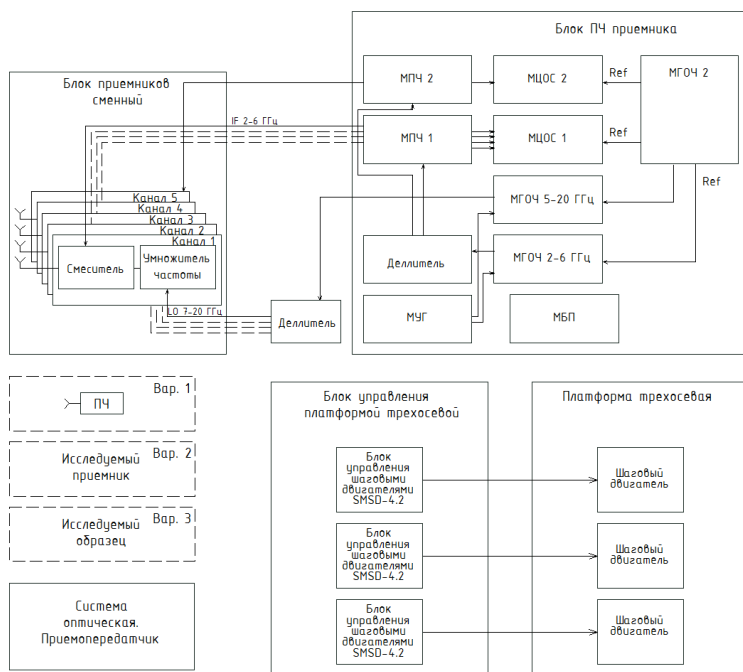 Блок ПЧ приемника
Блок приемников
сменный
МПЧ 2
МЦОС 2
Ref
МГОЧ 2
IF 2-6 ГГц
МПЧ 1
МЦОС 1
Ref
Ref
Канал 5
Канал 4
Канал 3
Канал 2
Канал 1
МГОЧ 5-20 ГГц
Смеситель
Умножитель
частоты
Деллитель
МГОЧ 2-6 ГГц
LO 7-20 ГГц
Деллитель
МУГ
МБП
Вар. 1
ПЧ
Вар. 2
Исследуемый
приемник
Вар. 3
Исследуемый
образец
Система
оптическая.
Приемопередатчик
Блок управления
платформой трехосевой
Платформа трехосевая
Блок
управления
шаговыми
двигателями
SMSD-4.2
Шаговый
двигатель
Блок
управления
шаговыми
двигателями
SMSD-4.2
Шаговый
двигатель
Блок
управления
шаговыми
двигателями
SMSD-4.2
Шаговый
двигатель